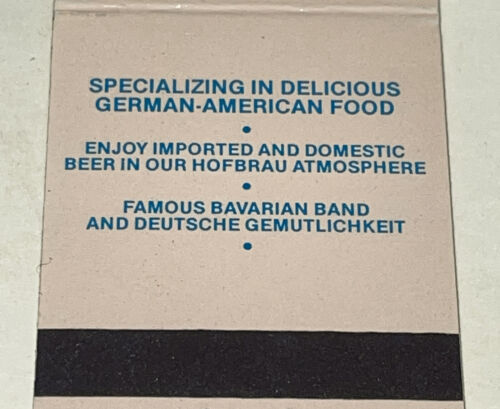 SPECIALIZING IN DELICIOUS
GERMAN-AMERICAN FOOD
•
ENJOY IMPORTED AND DOMESTIC
BEER IN OUR HOFBRAU ATMOSPHERE
•
FAMOUS BAVARIAN BAND
AND DEUTSCHE GEMUTLICHKEIT
•